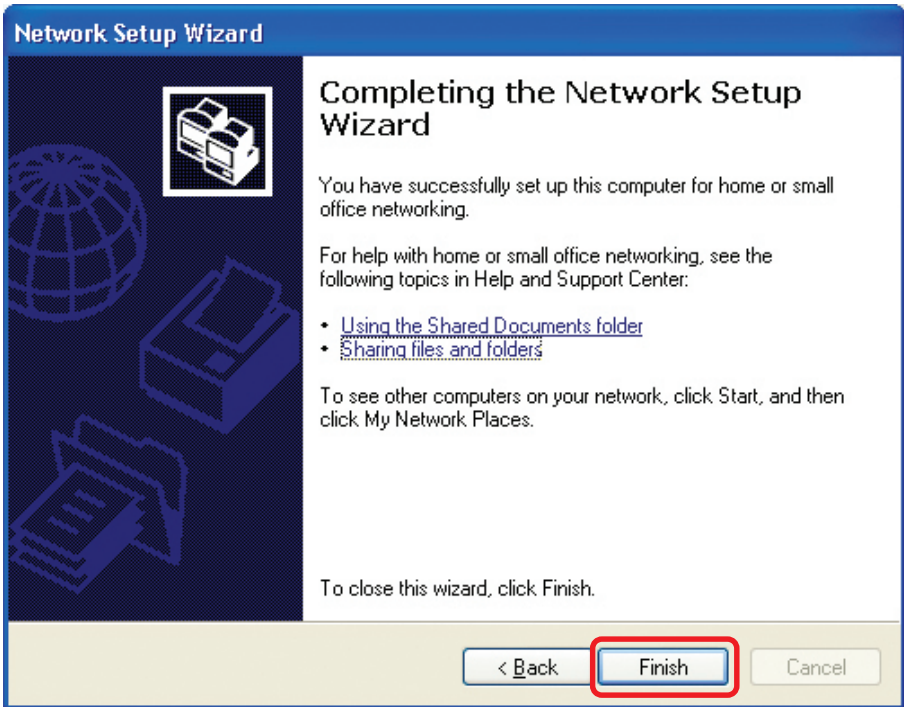 Network Setup Wizard
Completing the Network Setup
Wizard
You have successfully set up this computer for home or small
office networking.
For help with home or small office networking, see the
following topics in Help and Support Center:
• Using the Shared Documents folder
• Sharing files and folders
To see other computers on your network, click Start, and then
click My Network Places.
To close this wizard, click Finish.
< Back Finish Cancel